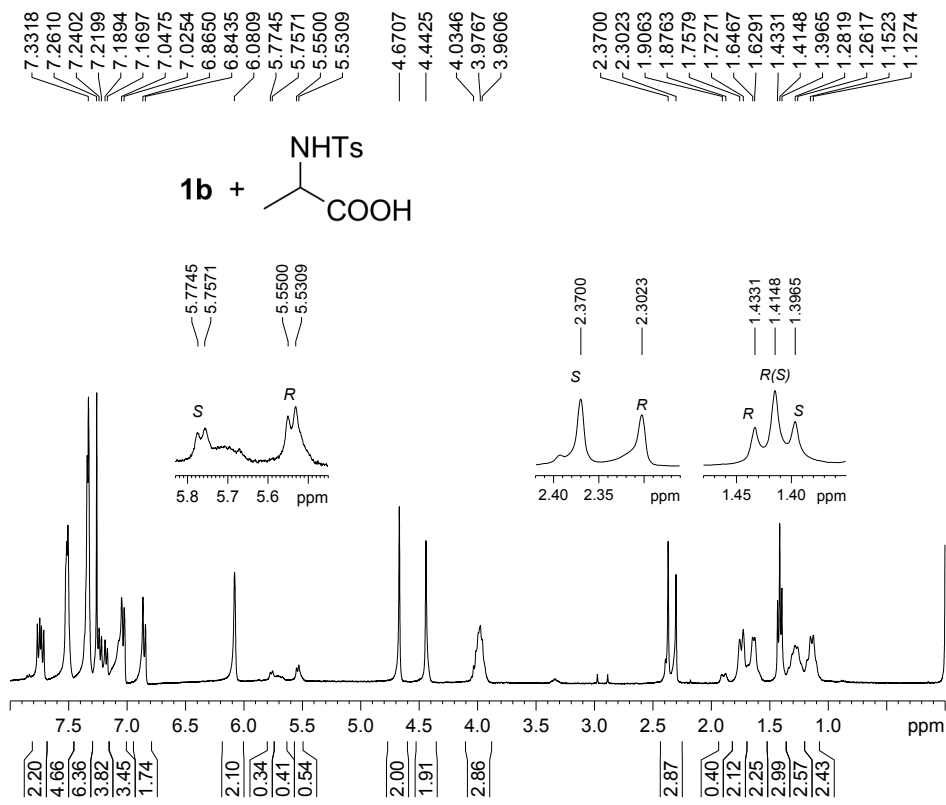 7.3318 7.2610 7.2402 7.2199 7.1894 7.1697 7.0475 7.0254 6.8650 6.8435 6.0809 5.7745 5.7571 5.5500 5.5309 4.6707 4.4425 4.0346 3.9767 3.9606 2.3700 2.3023 1.9063 1.8763 1.7579 1.7271 1.6467 1.6291 1.4331 1.4148 1.3965 1.2819 1.2617 1.1523 1.1274
NHTs
1b +
COOH
5.7745 5.7571 5.5500 5.5309 2.3700 2.3023 1.4331 1.4148 1.3965
S R S R R R(S) S
5.8 5.7 5.6 ppm 2.40 2.35 ppm 1.45 1.40 ppm
7.5 7.0 6.5 6.0 5.5 5.0 4.5 4.0 3.5 3.0 2.5 2.0 1.5 1.0 ppm
2.20 4.66 6.36 3.82 3.45 1.74 2.10 0.34 0.41 0.54 2.00 1.91 2.86 2.87 0.40 2.12 2.25 2.99 2.57 2.43